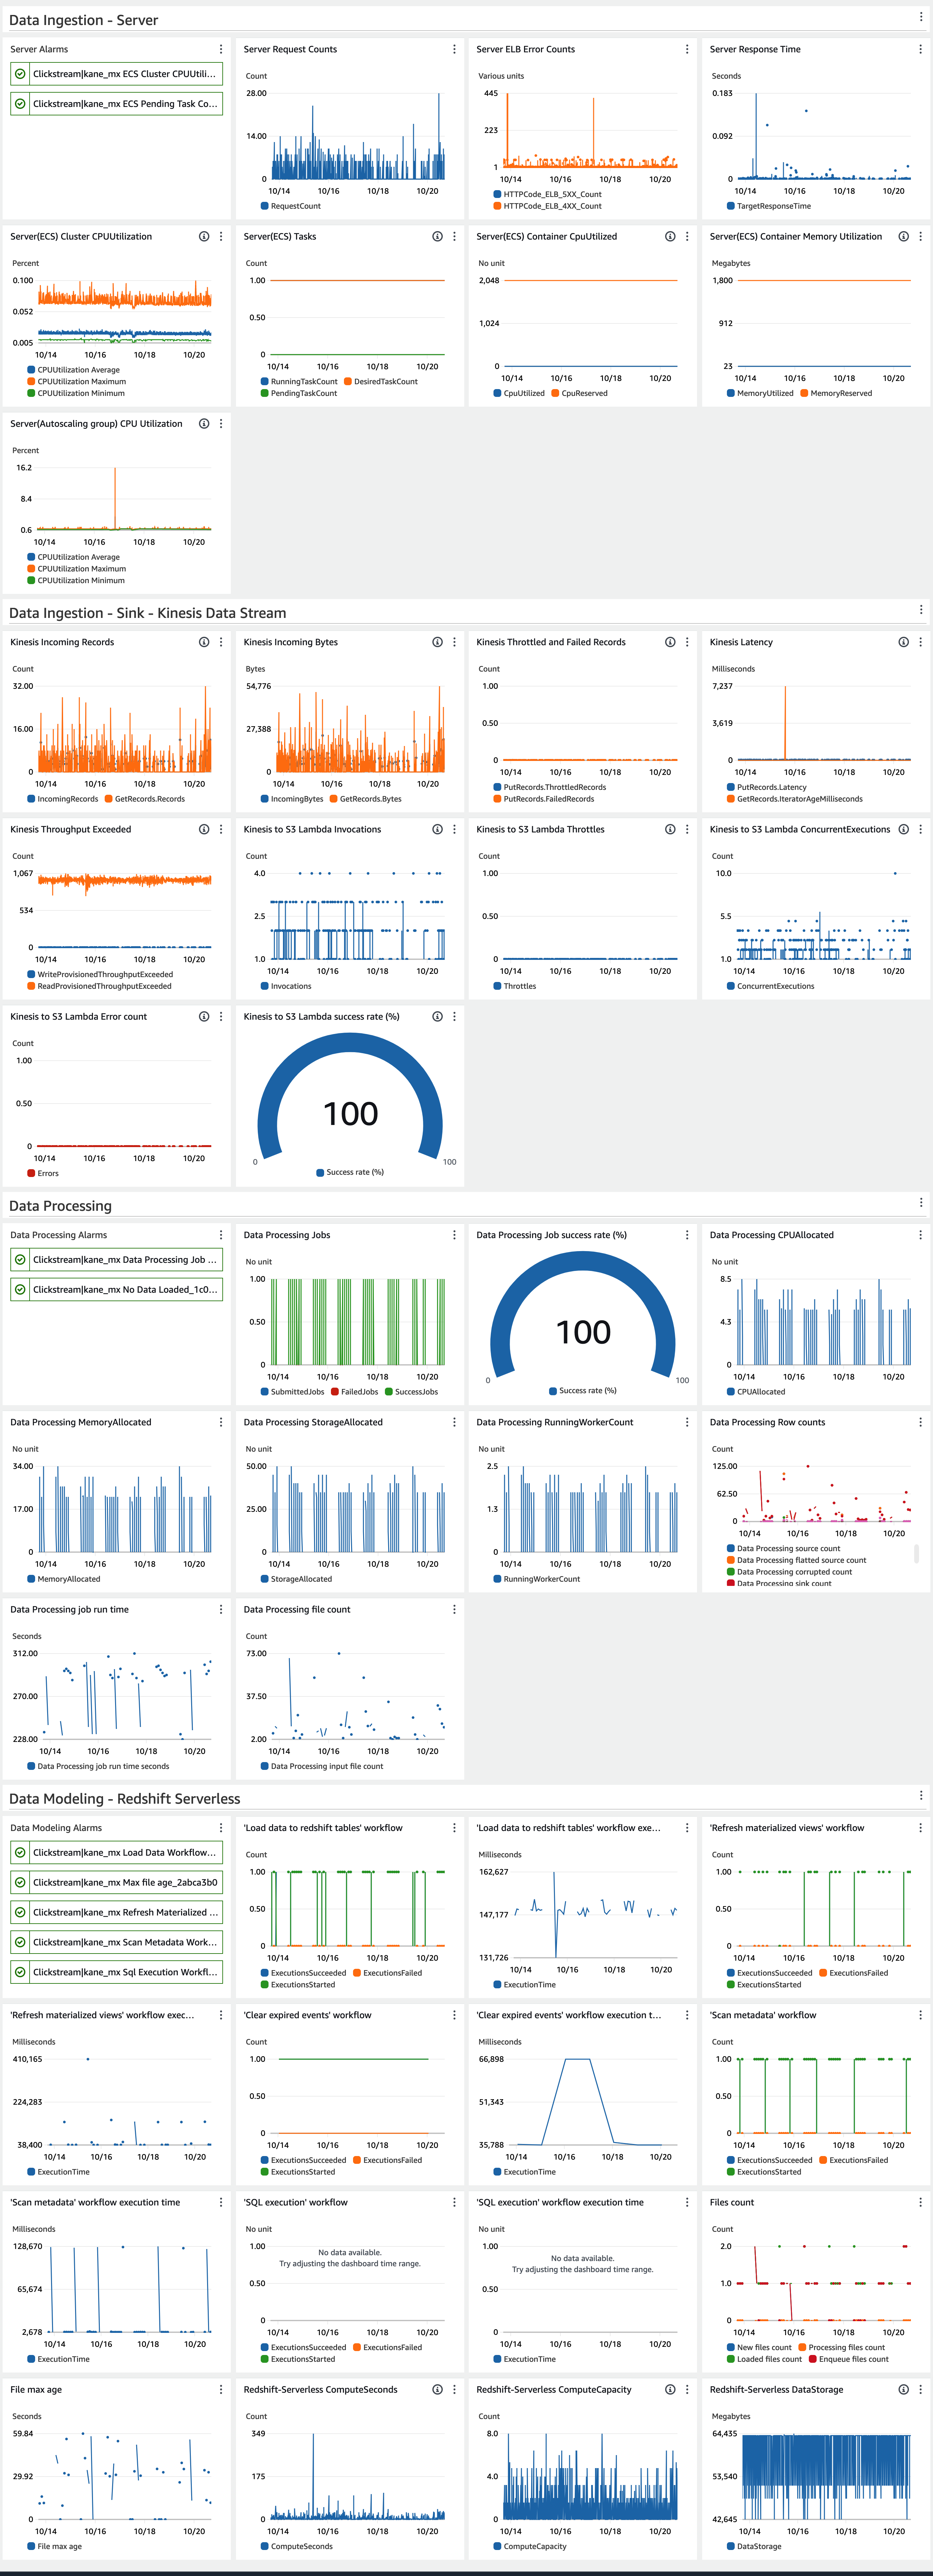 Data Ingestion - Server
Server Alarms
Clickstream|kane_mx ECS Cluster CPUUtili...
Clickstream|kane_mx ECS Pending Task Co...
Server Request Counts
Count
28.00
14.00
0
10/14 10/16 10/18 10/20
RequestCount
Server ELB Error Counts
Various units
445
223
1
10/14 10/16 10/18 10/20
HTTPCode_ELB_5XX_Count
HTTPCode_ELB_4XX_Count
Server Response Time
Seconds
0.183
0.092
0
10/14 10/16 10/18 10/20
TargetResponseTime
Server(ECS) Cluster CPUUtilization
Percent
0.100
0.052
0.005
10/14 10/16 10/18 10/20
CPUUtilization Average
CPUUtilization Maximum
CPUUtilization Minimum
Server(ECS) Tasks
Count
1.00
0.50
0
10/14 10/16 10/18 10/20
RunningTaskCount DesiredTaskCount
PendingTaskCount
Server(ECS) Container CpuUtilized
No unit
2,048
1,024
0
10/14 10/16 10/18 10/20
CpuUtilized CpuReserved
Server(ECS) Container Memory Utilization
Megabytes
1,800
912
23
10/14 10/16 10/18 10/20
MemoryUtilized MemoryReserved
Server(Autoscaling group) CPU Utilization
Percent
16.2
8.4
0.6
10/14 10/16 10/18 10/20
CPUUtilization Average
CPUUtilization Maximum
CPUUtilization Minimum
Data Ingestion - Sink - Kinesis Data Stream
Kinesis Incoming Records
Count
32.00
16.00
0
10/14 10/16 10/18 10/20
IncomingRecords GetRecords.Records
Kinesis Incoming Bytes
Bytes
54,776
27,388
0
10/14 10/16 10/18 10/20
IncomingBytes GetRecords.Bytes
Kinesis Throttled and Failed Records
Count
1.00
0.50
0
10/14 10/16 10/18 10/20
PutRecords.ThrottledRecords
PutRecords.FailedRecords
Kinesis Latency
Milliseconds
7,237
3,619
0
10/14 10/16 10/18 10/20
PutRecords.Latency
GetRecords.IteratorAgeMilliseconds
Kinesis Throughput Exceeded
Count
1,067
534
0
10/14 10/16 10/18 10/20
WriteProvisionedThroughputExceeded
ReadProvisionedThroughputExceeded
Kinesis to S3 Lambda Invocations
Count
4.0
2.5
1.0
10/14 10/16 10/18 10/20
Invocations
Kinesis to S3 Lambda Throttles
Count
1.00
0.50
0
10/14 10/16 10/18 10/20
Throttles
Kinesis to S3 Lambda ConcurrentExecutions
Count
10.0
5.5
1.0
10/14 10/16 10/18 10/20
ConcurrentExecutions
Kinesis to S3 Lambda Error count
Count
1.00
0.50
0
10/14 10/16 10/18 10/20
Errors
Kinesis to S3 Lambda success rate (%)
100
0 100
Success rate (%)
Data Processing
Data Processing Alarms
Clickstream|kane_mx Data Processing Job ...
Clickstream|kane_mx No Data Loaded_1c0...
Data Processing Jobs
No unit
1.00
0.50
0
10/14 10/16 10/18 10/20
SubmittedJobs FailedJobs SuccessJobs
Data Processing Job success rate (%)
100
0 100
Success rate (%)
Data Processing CPUAllocated
No unit
8.5
4.3
0
10/14 10/16 10/18 10/20
CPUAllocated
Data Processing MemoryAllocated
No unit
34.00
17.00
0
10/14 10/16 10/18 10/20
MemoryAllocated
Data Processing StorageAllocated
No unit
50.00
25.00
0
10/14 10/16 10/18 10/20
StorageAllocated
Data Processing RunningWorkerCount
No unit
2.5
1.3
0
10/14 10/16 10/18 10/20
RunningWorkerCount
Data Processing Row counts
Count
125.00
62.50
0
10/14 10/16 10/18 10/20
Data Processing source count
Data Processing flatted source count
Data Processing corrupted count
Data Processing sink count
Data Processing job run time
Seconds
312.00
270.00
228.00
10/14 10/16 10/18 10/20
Data Processing job run time seconds
Data Processing file count
Count
73.00
37.50
2.00
10/14 10/16 10/18 10/20
Data Processing input file count
Data Modeling - Redshift Serverless
Data Modeling Alarms
Clickstream|kane_mx Load Data Workflow...
Clickstream|kane_mx Max file age_2abca3b0
Clickstream|kane_mx Refresh Materialized ...
Clickstream|kane_mx Scan Metadata Work...
Clickstream|kane_mx Sql Execution Workfl...
'Load data to redshift tables' workflow
Count
1.00
0.50
0
10/14 10/16 10/18 10/20
ExecutionsSucceeded ExecutionsFailed
ExecutionsStarted
'Load data to redshift tables' workflow exe...
Milliseconds
162,627
147,177
131,726
10/14 10/16 10/18 10/20
ExecutionTime
'Refresh materialized views' workflow
Count
1.00
0.50
0
10/14 10/16 10/18 10/20
ExecutionsSucceeded ExecutionsFailed
ExecutionsStarted
'Refresh materialized views' workflow exec...
Milliseconds
410,165
224,283
38,400
10/14 10/16 10/18 10/20
ExecutionTime
'Clear expired events' workflow
Count
1.00
0.50
0
10/14 10/16 10/18 10/20
ExecutionsSucceeded ExecutionsFailed
ExecutionsStarted
'Clear expired events' workflow execution t...
Milliseconds
66,898
51,343
35,788
10/14 10/16 10/18 10/20
ExecutionTime
'Scan metadata' workflow
Count
1.00
0.50
0
10/14 10/16 10/18 10/20
ExecutionsSucceeded ExecutionsFailed
ExecutionsStarted
'Scan metadata' workflow execution time
Milliseconds
128,670
65,674
2,678
10/14 10/16 10/18 10/20
ExecutionTime
'SQL execution' workflow
No unit
1.00
No data available.
Try adjusting the dashboard time range.
0.50
0
10/14 10/16 10/18 10/20
ExecutionsSucceeded ExecutionsFailed
ExecutionsStarted
'SQL execution' workflow execution time
No unit
1.00
No data available.
Try adjusting the dashboard time range.
0.50
0
10/14 10/16 10/18 10/20
ExecutionTime
Files count
Count
2.0
1.0
0
10/14 10/16 10/18 10/20
New files count Processing files count
Loaded files count Enqueue files count
File max age
Seconds
59.84
29.92
0
10/14 10/16 10/18 10/20
File max age
Redshift-Serverless ComputeSeconds
Count
349
175
0
10/14 10/16 10/18 10/20
ComputeSeconds
Redshift-Serverless ComputeCapacity
Count
8.0
4.0
0
10/14 10/16 10/18 10/20
ComputeCapacity
Redshift-Serverless DataStorage
Megabytes
64,435
53,540
42,645
10/14 10/16 10/18 10/20
DataStorage